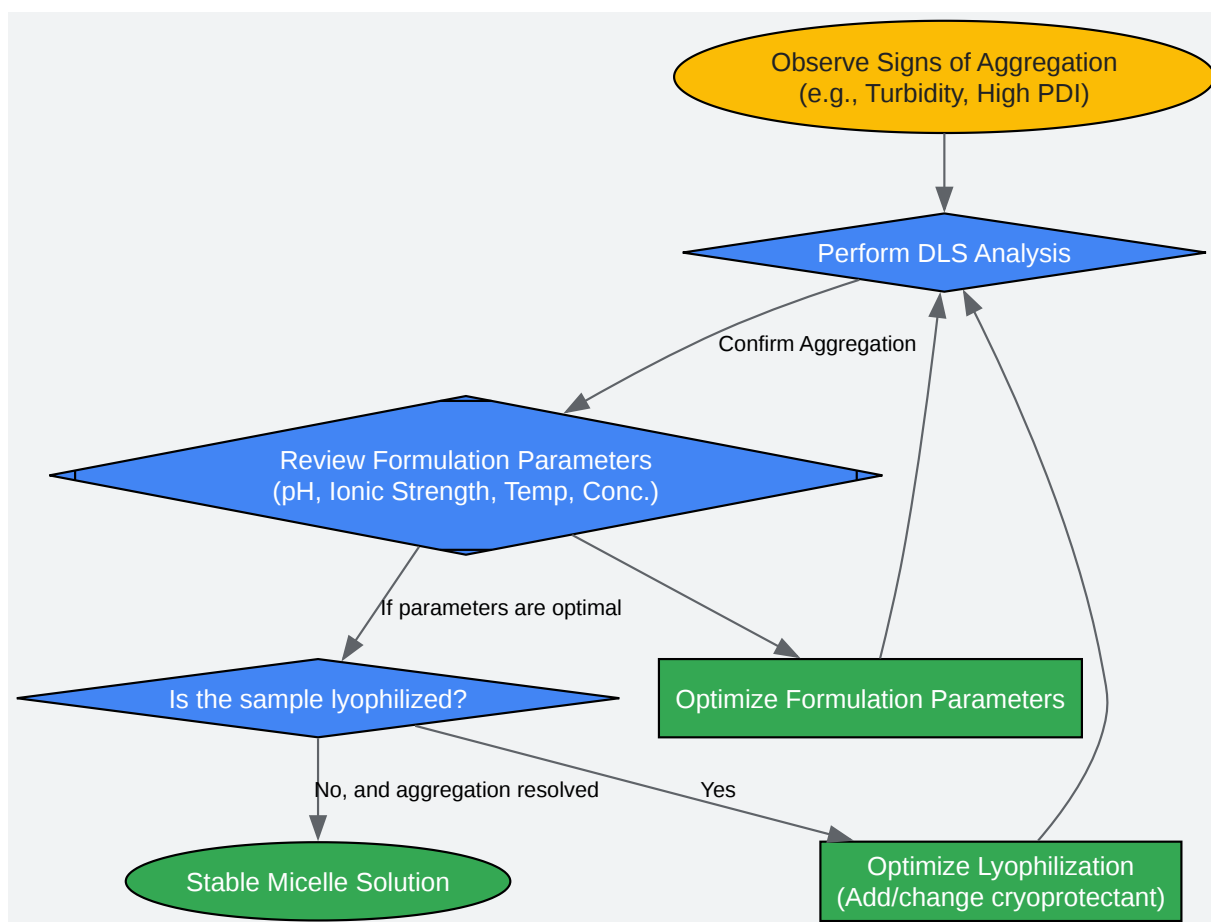 Observe Signs of Aggregation
(e.g., Turbidity, High PDI)
Perform DLS Analysis
Confirm Aggregation
Review Formulation Parameters
(pH, Ionic Strength, Temp, Conc.)
If parameters are optimal
Is the sample lyophilized?
Optimize Formulation Parameters
No, and aggregation resolved
Yes
Stable Micelle Solution
Optimize Lyophilization
(Add/change cryoprotectant)